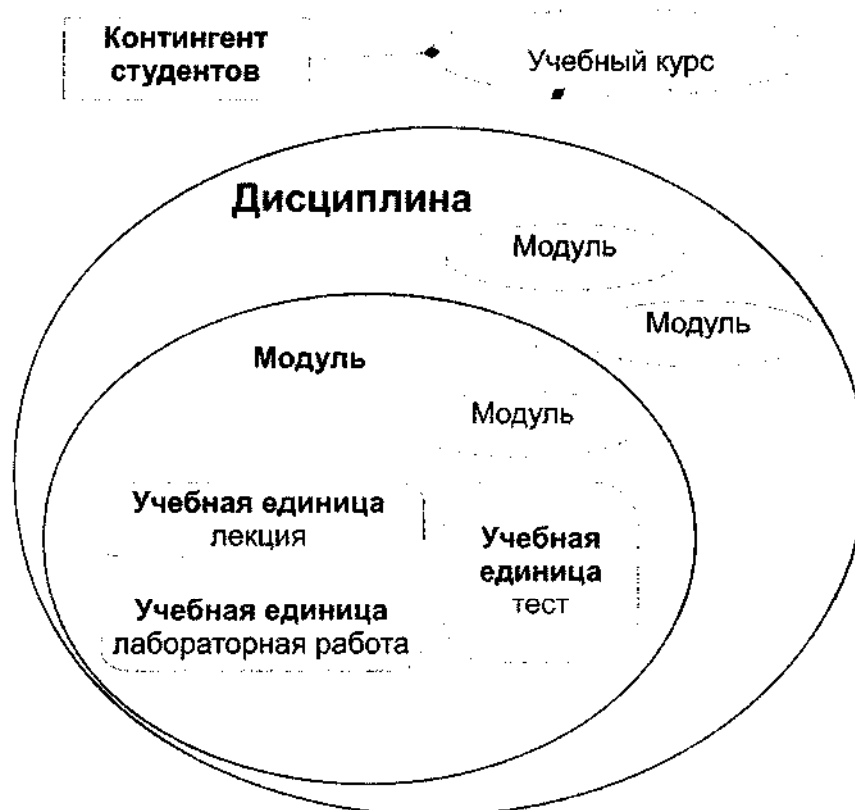 Контингент
студентов
Учебный курс
Дисциплина
Модуль
Модуль
Модуль
Модуль
Учебная единица
лекция
Учебная
единица
тест
Учебная единица
лабораторная работа